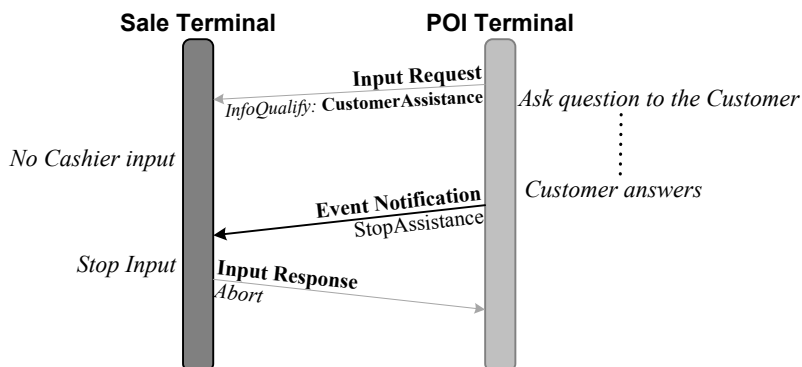 Sale Terminal
POI Terminal
Input Request
InfoQualify: CustomerAssistance
Ask question to the Customer
No Cashier input
Customer answers
Event Notification
StopAssistance
Stop Input
Input Response
Abort